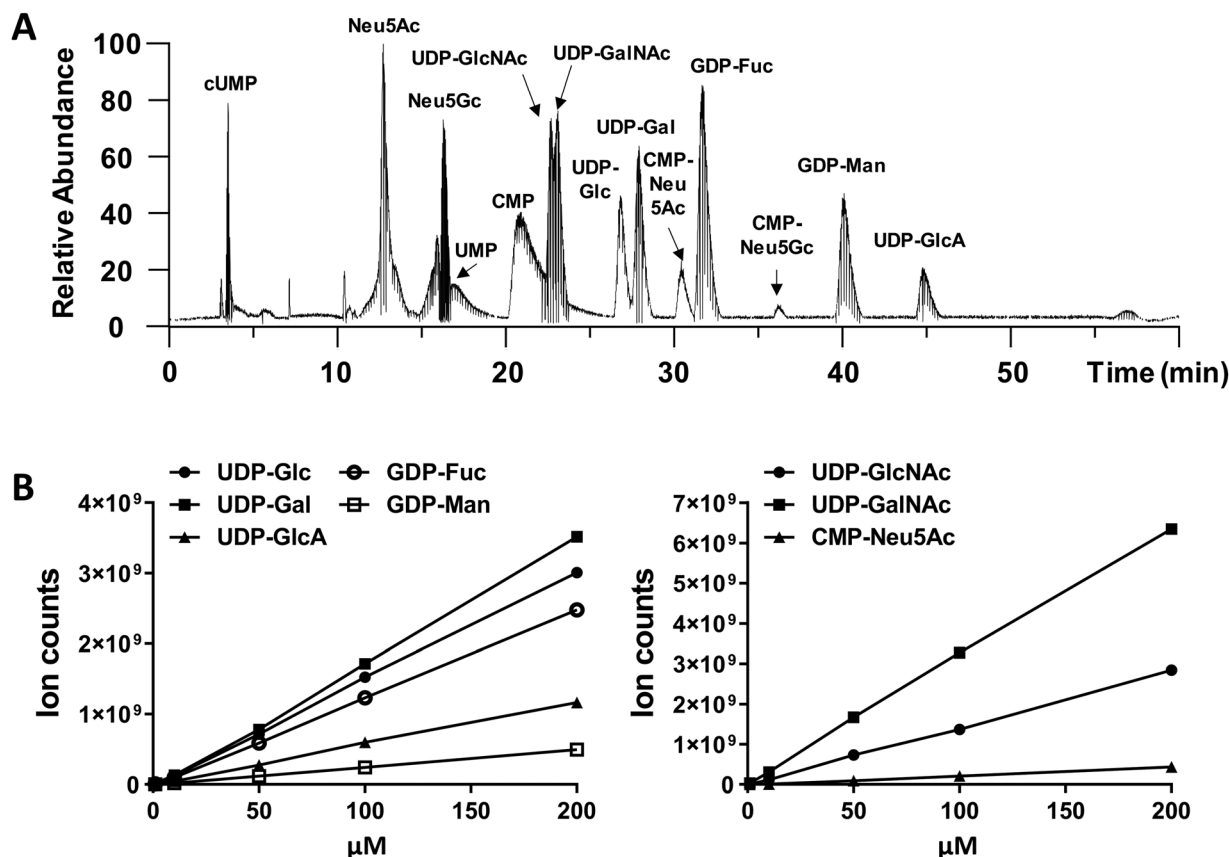 A
Relative Abundance
100
80
60
40
20
0
cUMP
Neu5Ac
Neu5Gc
UMP
CMP
UDP-GlcNAc
UDP-GalNAc
UDP-
Glc
UDP-Gal
CMP-
Neu
5Ac
GDP-Fuc
CMP-
Neu5Gc
GDP-Man
UDP-GlcA
0
10
20
30
40
50
Time (min)
B
UDP-Glc
UDP-Gal
UDP-GlcA
GDP-Fuc
GDP-Man
Ion counts
4×10⁹
3×10⁹
2×10⁹
1×10⁹
0
0
50
100
150
200
μM
UDP-GlcNAc
UDP-GalNAc
CMP-Neu5Ac
Ion counts
7×10⁹
6×10⁹
5×10⁹
4×10⁹
3×10⁹
2×10⁹
1×10⁹
0
0
50
100
150
200
μM